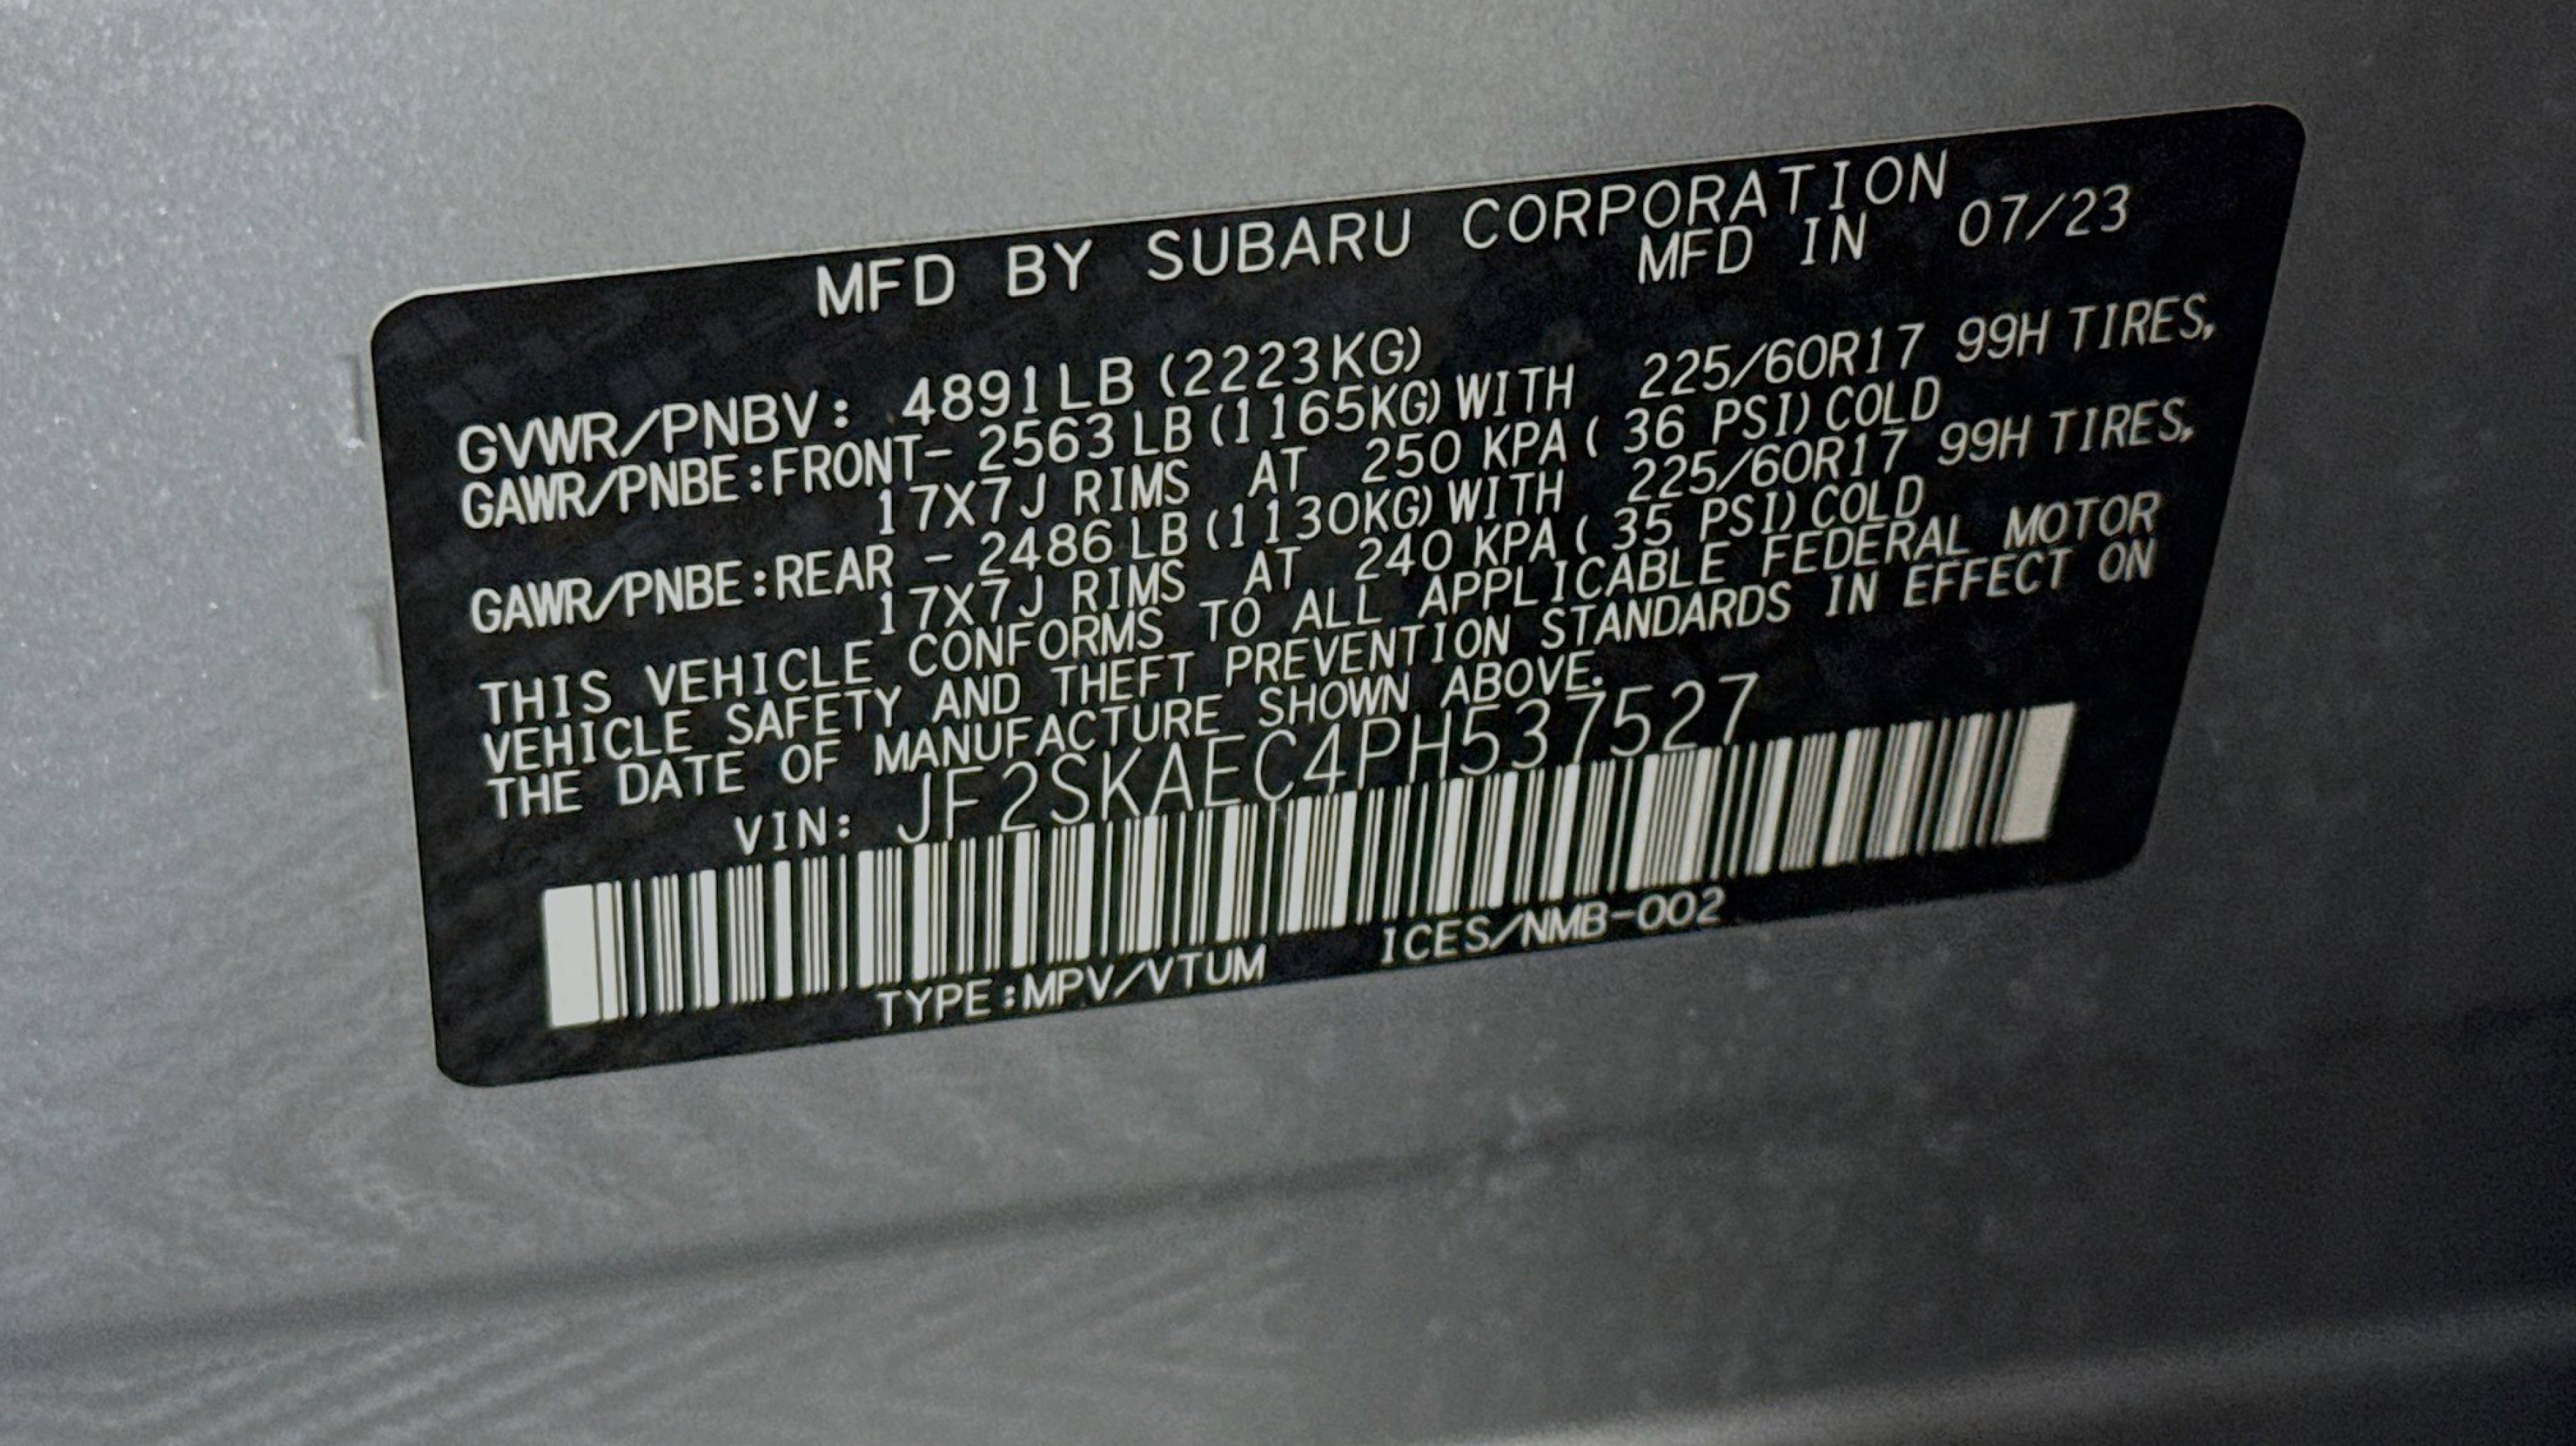 MFD BY SUBARU CORPORATION
MFD IN 07/23
GVWR/PNBV: 4891LB (2223KG)
GAWR/PNBE:FRONT- 2563 LB (1165KG) WITH 225/60R17 99H TIRES,
17X7J RIMS AT 250 KPA ( 36 PSI) COLD
GAWR/PNBE:REAR - 2486 LB (1130KG) WITH 225/60R17 99H TIRES,
17X7J RIMS AT 240 KPA ( 35 PSI) COLD
THIS VEHICLE CONFORMS TO ALL APPLICABLE FEDERAL MOTOR
VEHICLE SAFETY AND THEFT PREVENTION STANDARDS IN EFFECT ON
THE DATE OF MANUFACTURE SHOWN ABOVE.
VIN: JF2SKAEC4PH537527
TYPE:MPV/VTUM ICES/NMB-002